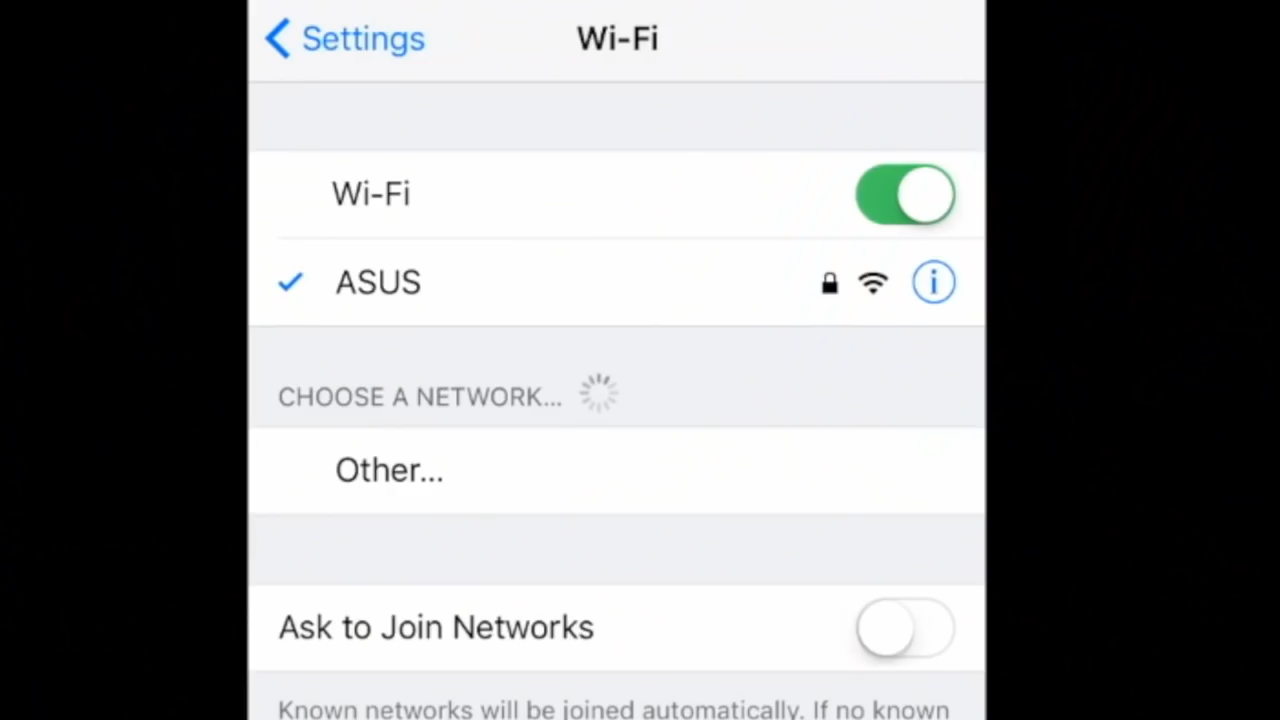 Settings
Wi-Fi
Wi-Fi
ASUS
CHOOSE A NETWORK...
Other...
Ask to Join Networks
Known networks will be joined automatically. If no known